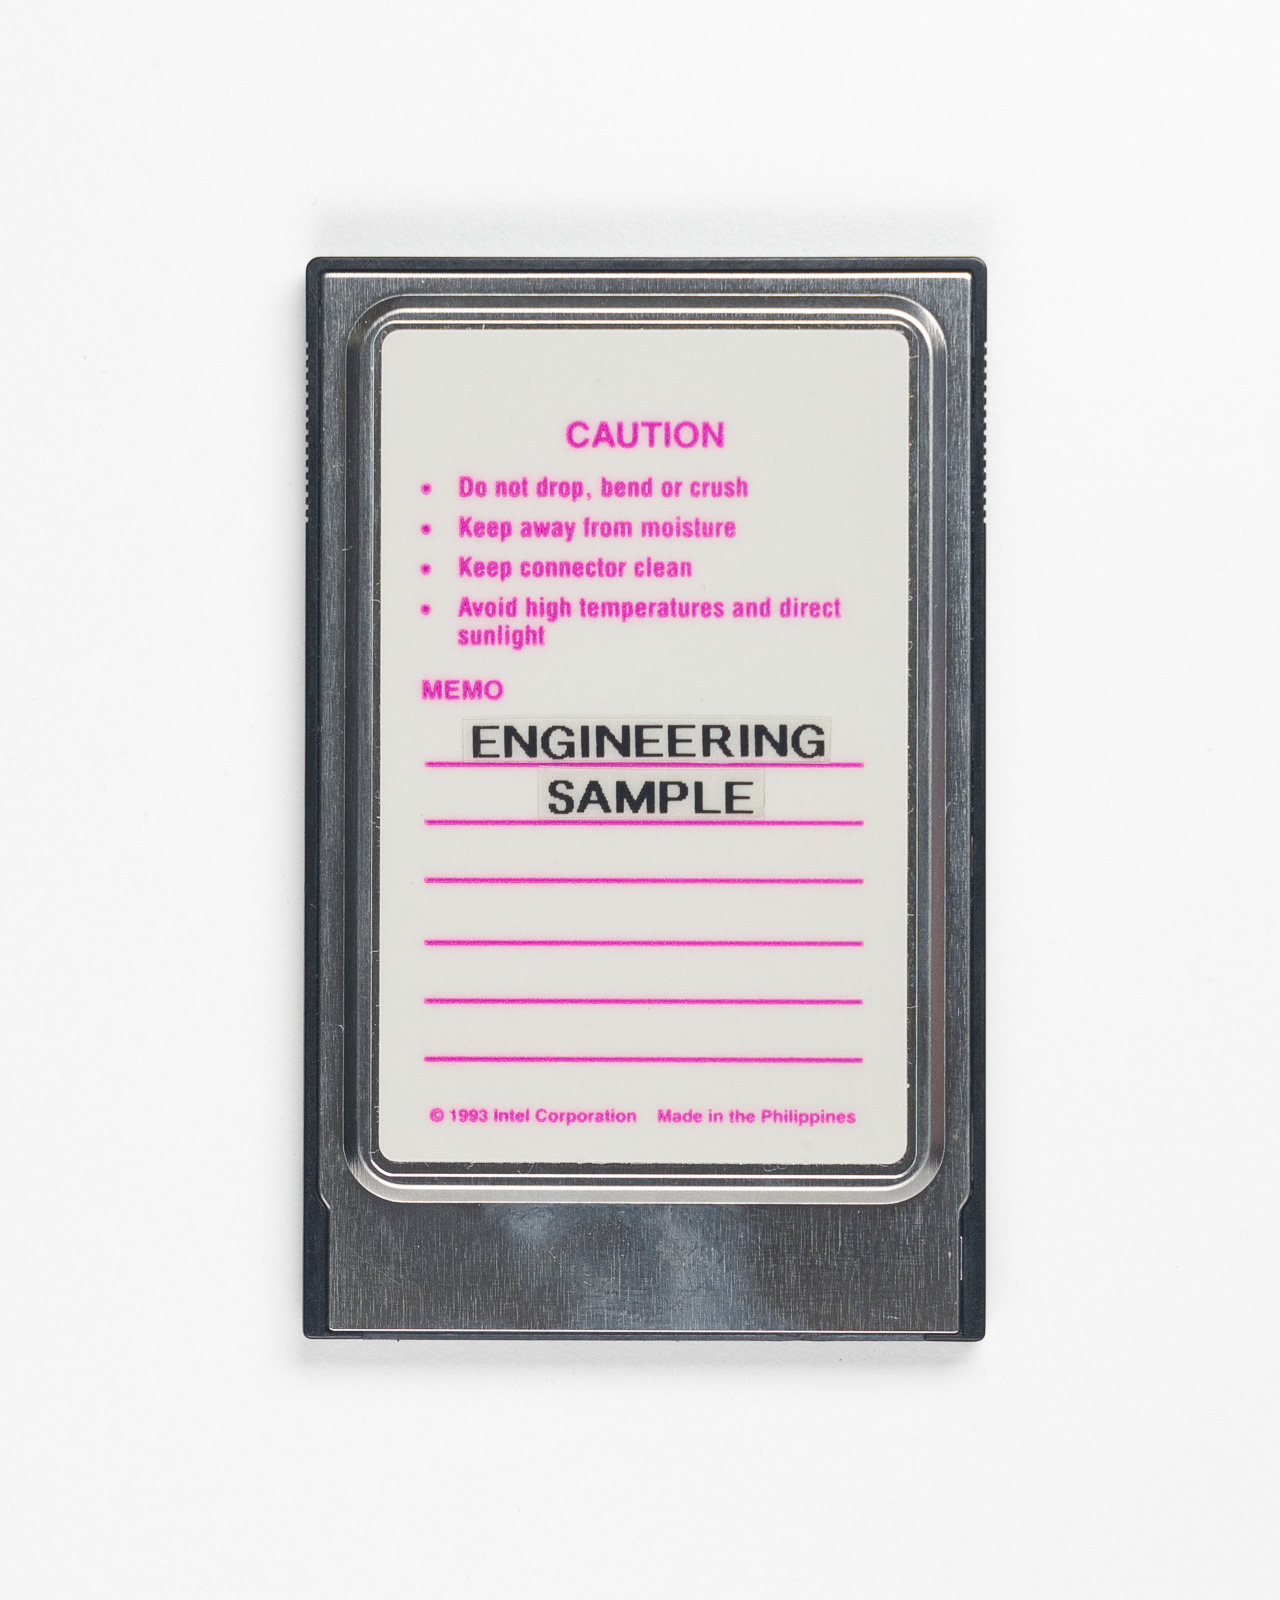 CAUTION
• Do not drop, bend or crush
• Keep away from moisture
• Keep connector clean
• Avoid high temperatures and direct
sunlight
MEMO
ENGINEERING
SAMPLE
© 1993 Intel Corporation Made in the Philippines